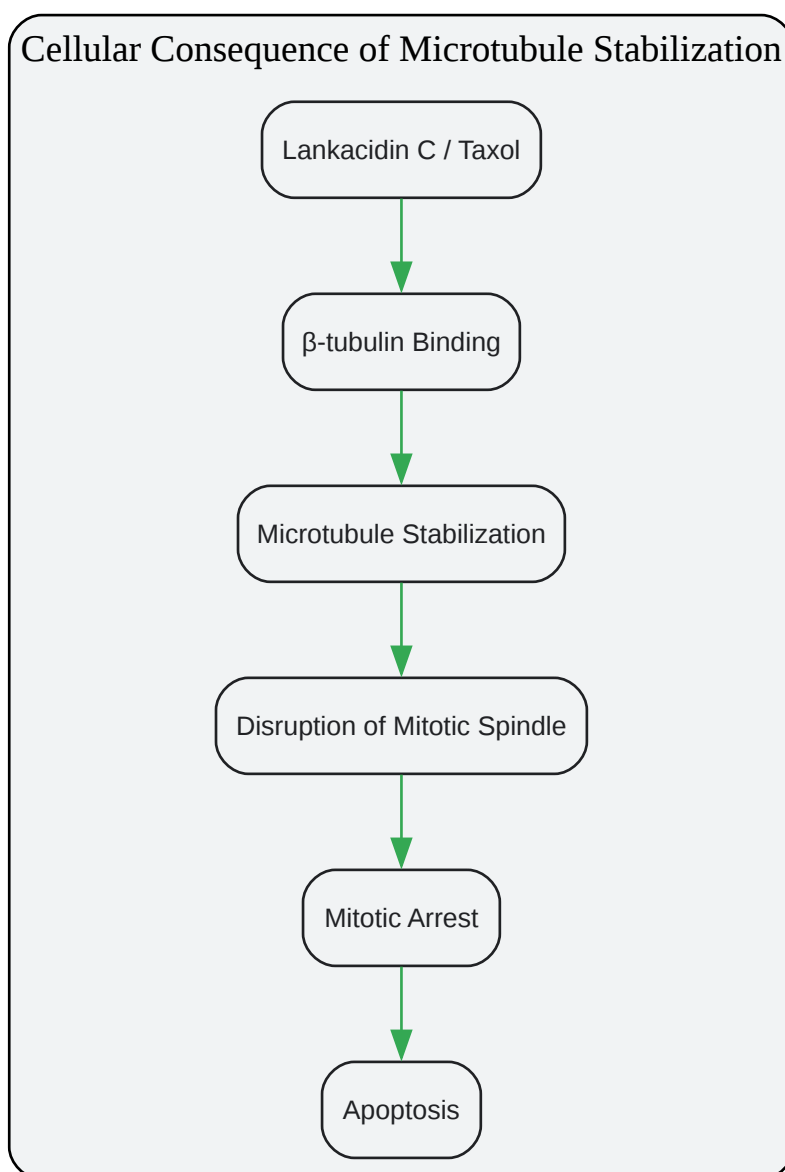 Cellular Consequence of Microtubule Stabilization
Lankacidin C / Taxol
β-tubulin Binding
Microtubule Stabilization
Disruption of Mitotic Spindle
Mitotic Arrest
Apoptosis